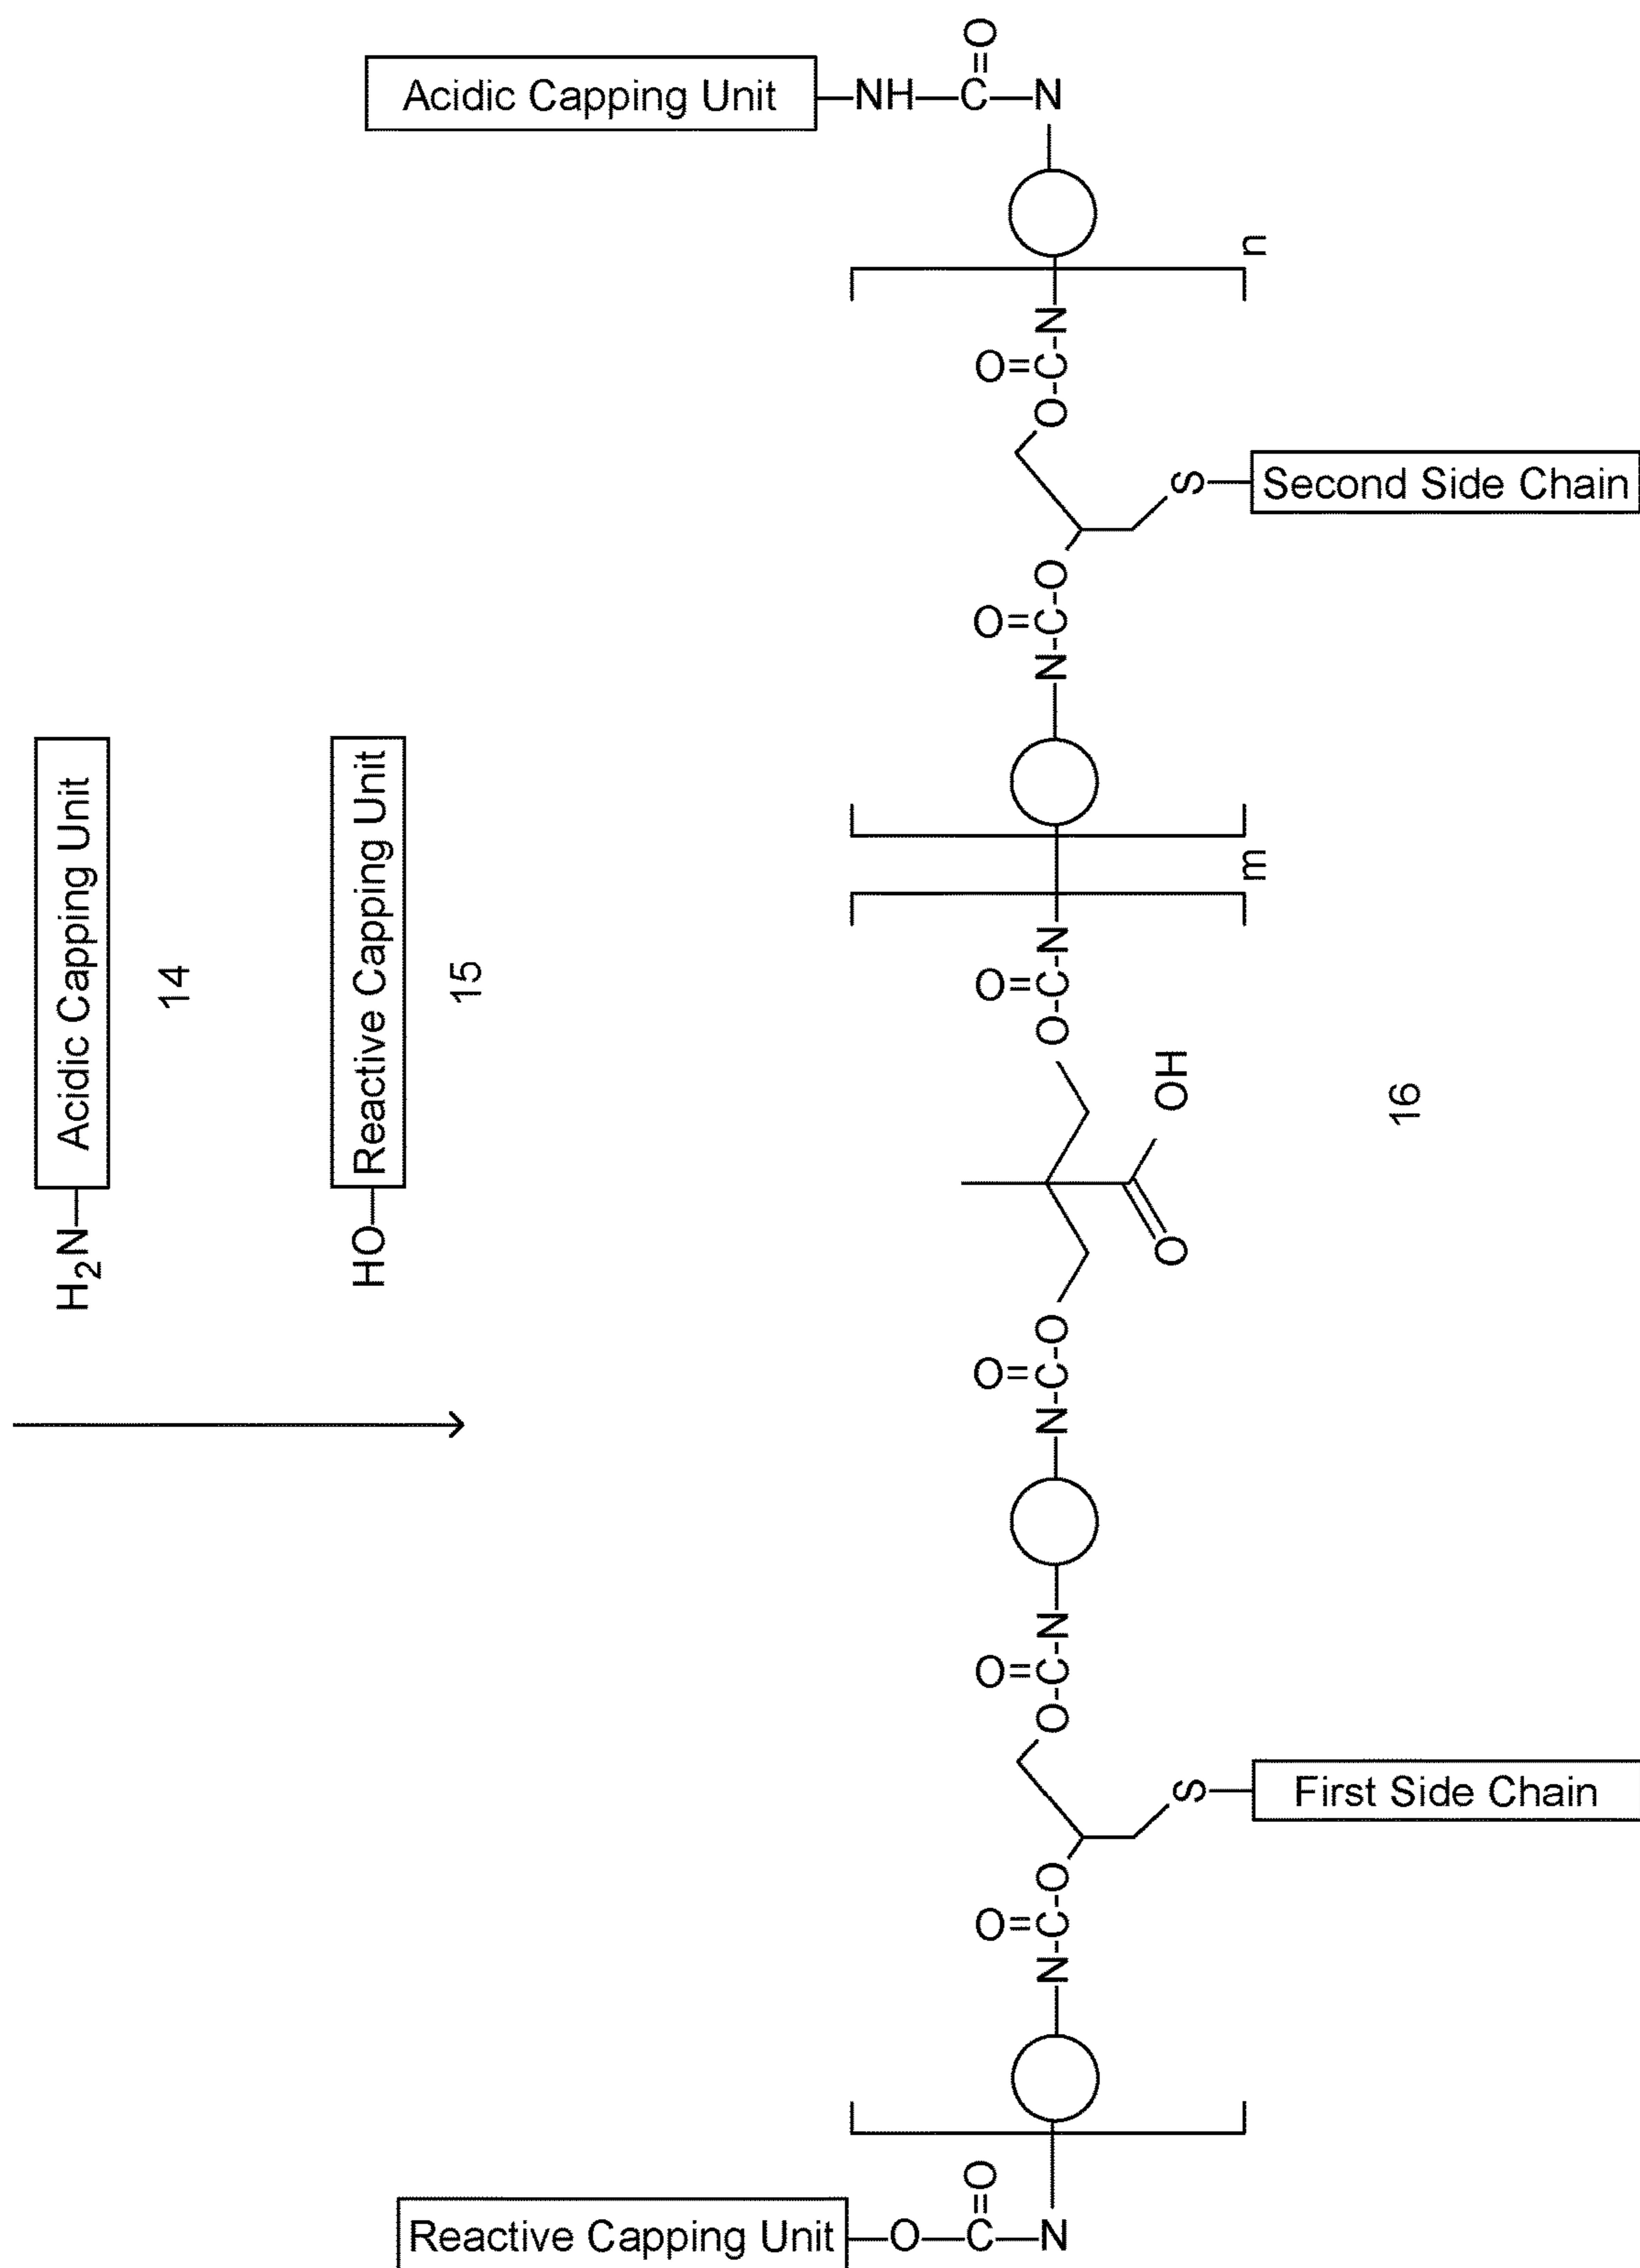 H₂N—Acidic Capping Unit
14
HO—Reactive Capping Unit
15
Reactive Capping Unit—O—C—N
O
N-C-O
O
S—First Side Chain
O-C-N
O
N-C-O
O
O
OH
O-C-N
O
m
N-C-O
O
S—Second Side Chain
O-C-N
O
n
Acidic Capping Unit—NH—C—N
O
16